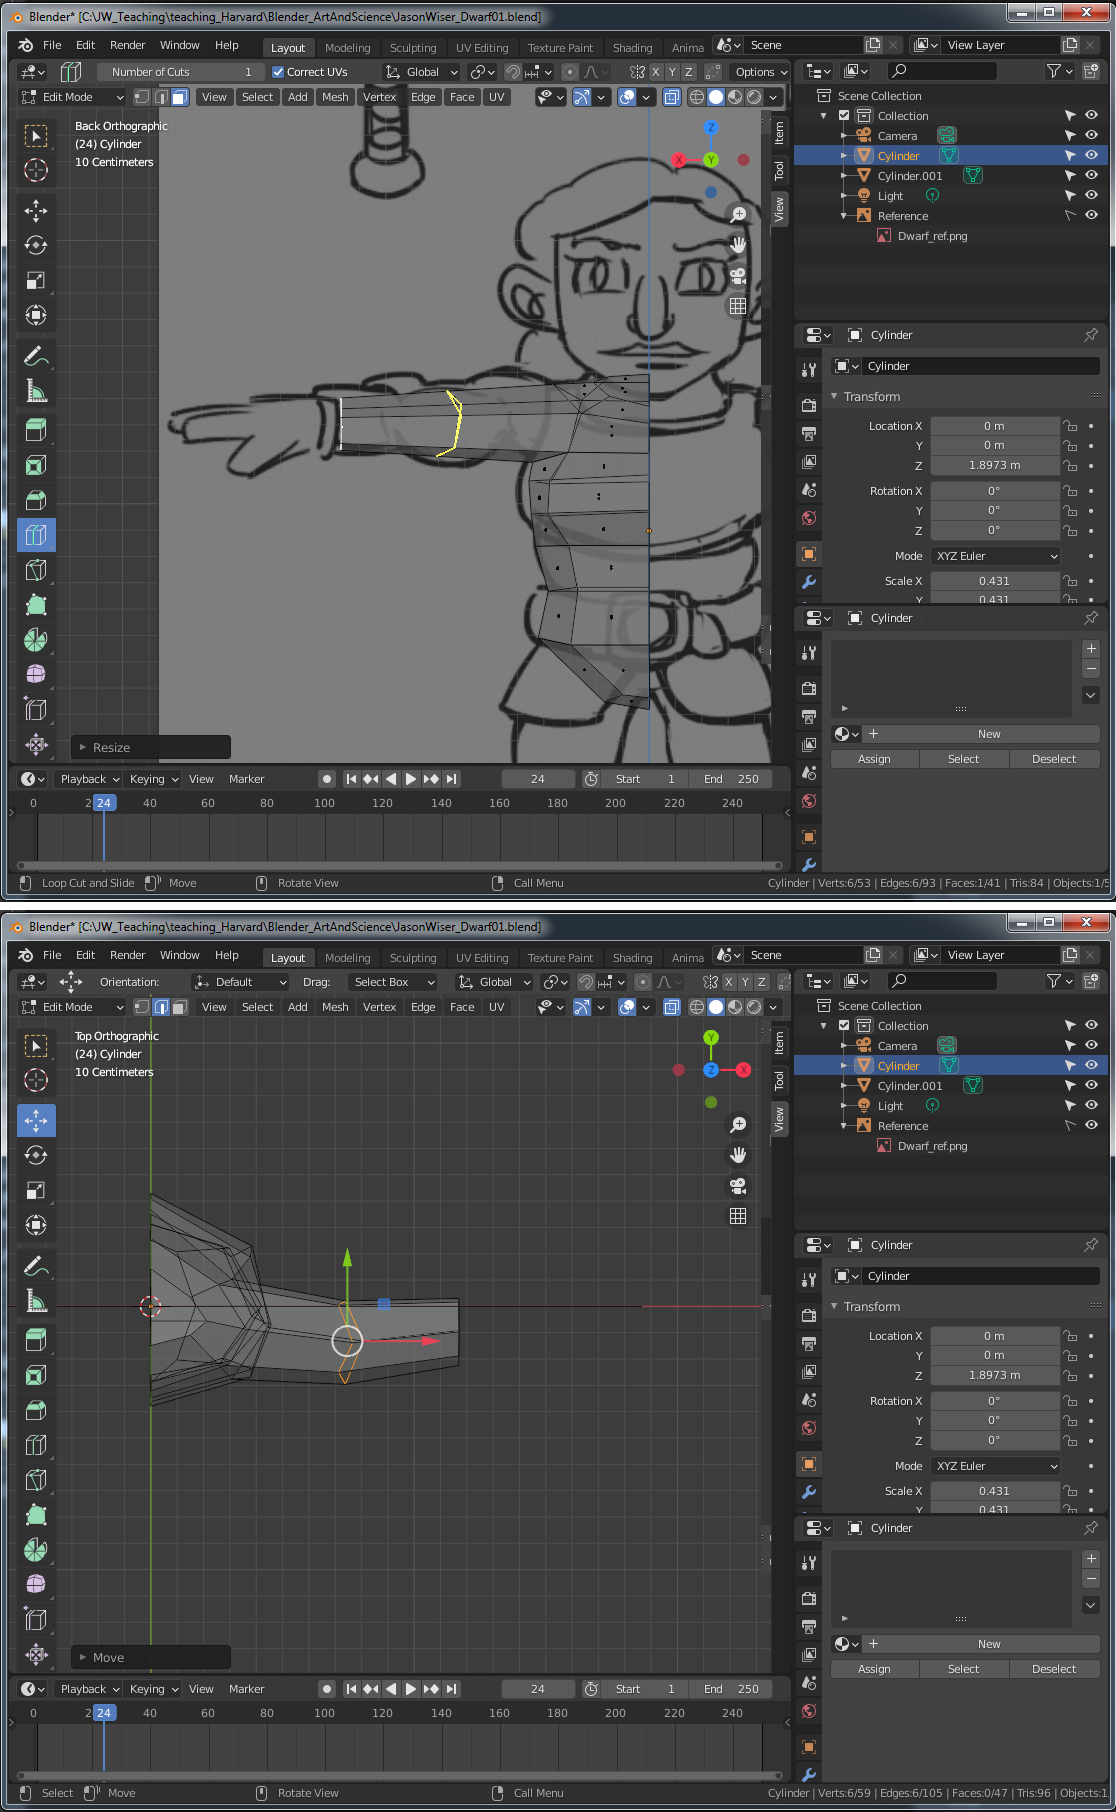 Blender* [C:\JW_Teaching\teaching_Harvard\Blender_ArtAndScience\JasonWiser_Dwarf01.blend]
File Edit Render Window Help Layout Modeling Sculpting UV Editing Texture Paint Shading Anima Scene View Layer
Number of Cuts 1 Correct UVs Global X Y Z Options
Edit Mode View Select Add Mesh Vertex Edge Face UV
Back Orthographic
(24) Cylinder
10 Centimeters
Z
X Y
Item
Tool
View
Resize
Scene Collection
Collection
Camera
Cylinder
Cylinder.001
Light
Reference
Dwarf_ref.png
Cylinder
Cylinder
Transform
Location X 0 m
Y 0 m
Z 1.8973 m
Rotation X 0°
Y 0°
Z 0°
Mode XYZ Euler
Scale X 0.431
Y 0.431
Cylinder
New
Assign Select Deselect
Playback Keying View Marker 24 Start 1 End 250
0 2 24 40 60 80 100 120 140 160 180 200 220 240
Loop Cut and Slide Move Rotate View Call Menu Cylinder | Verts:6/53 | Edges:6/93 | Faces:1/41 | Tris:84 | Objects:1/
Blender* [C:\JW_Teaching\teaching_Harvard\Blender_ArtAndScience\JasonWiser_Dwarf01.blend]
File Edit Render Window Help Layout Modeling Sculpting UV Editing Texture Paint Shading Anima Scene View Layer
Orientation: Default Drag: Select Box Global X Y Z
Edit Mode View Select Add Mesh Vertex Edge Face UV
Top Orthographic
(24) Cylinder
10 Centimeters
Y
Z X
Item
Tool
View
Move
Scene Collection
Collection
Camera
Cylinder
Cylinder.001
Light
Reference
Dwarf_ref.png
Cylinder
Cylinder
Transform
Location X 0 m
Y 0 m
Z 1.8973 m
Rotation X 0°
Y 0°
Z 0°
Mode XYZ Euler
Scale X 0.431
Y 0.431
Cylinder
New
Assign Select Deselect
Playback Keying View Marker 24 Start 1 End 250
0 2 24 40 60 80 100 120 140 160 180 200 220 240
Select Move Rotate View Call Menu Cylinder | Verts:6/59 | Edges:6/105 | Faces:0/47 | Tris:96 | Objects:1